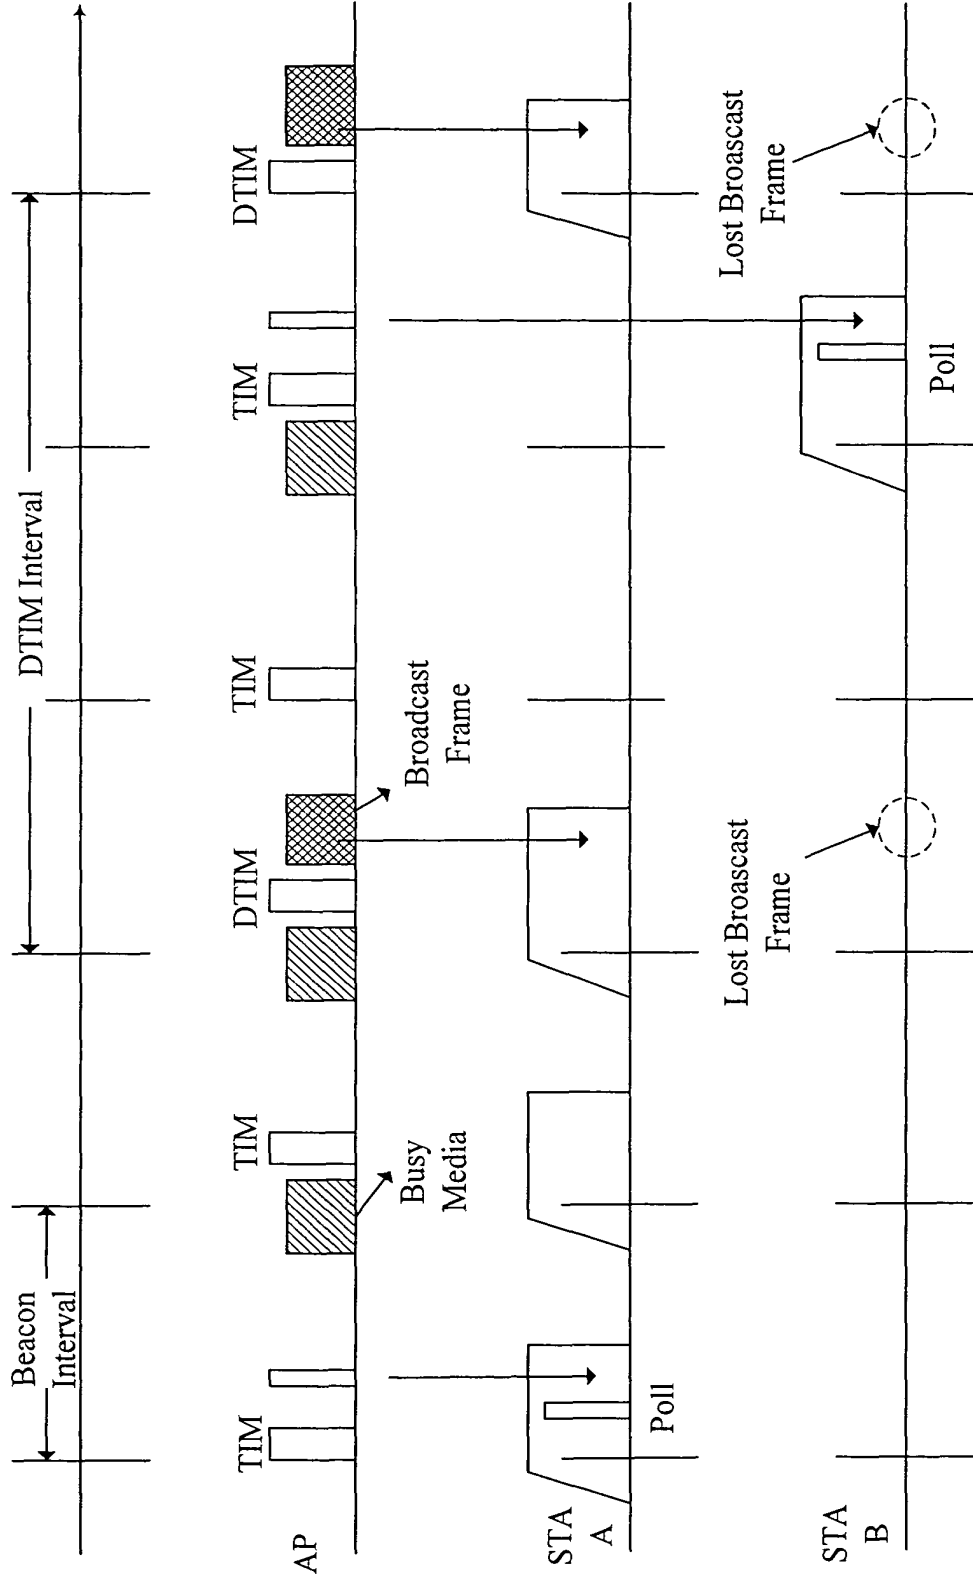 Beacon
Interval
DTIM Interval
AP
TIM
TIM
DTIM
TIM
TIM
DTIM
Busy
Media
Broadcast
Frame
STA
A
Poll
STA
B
Lost Broascast
Frame
Poll
Lost Broascast
Frame